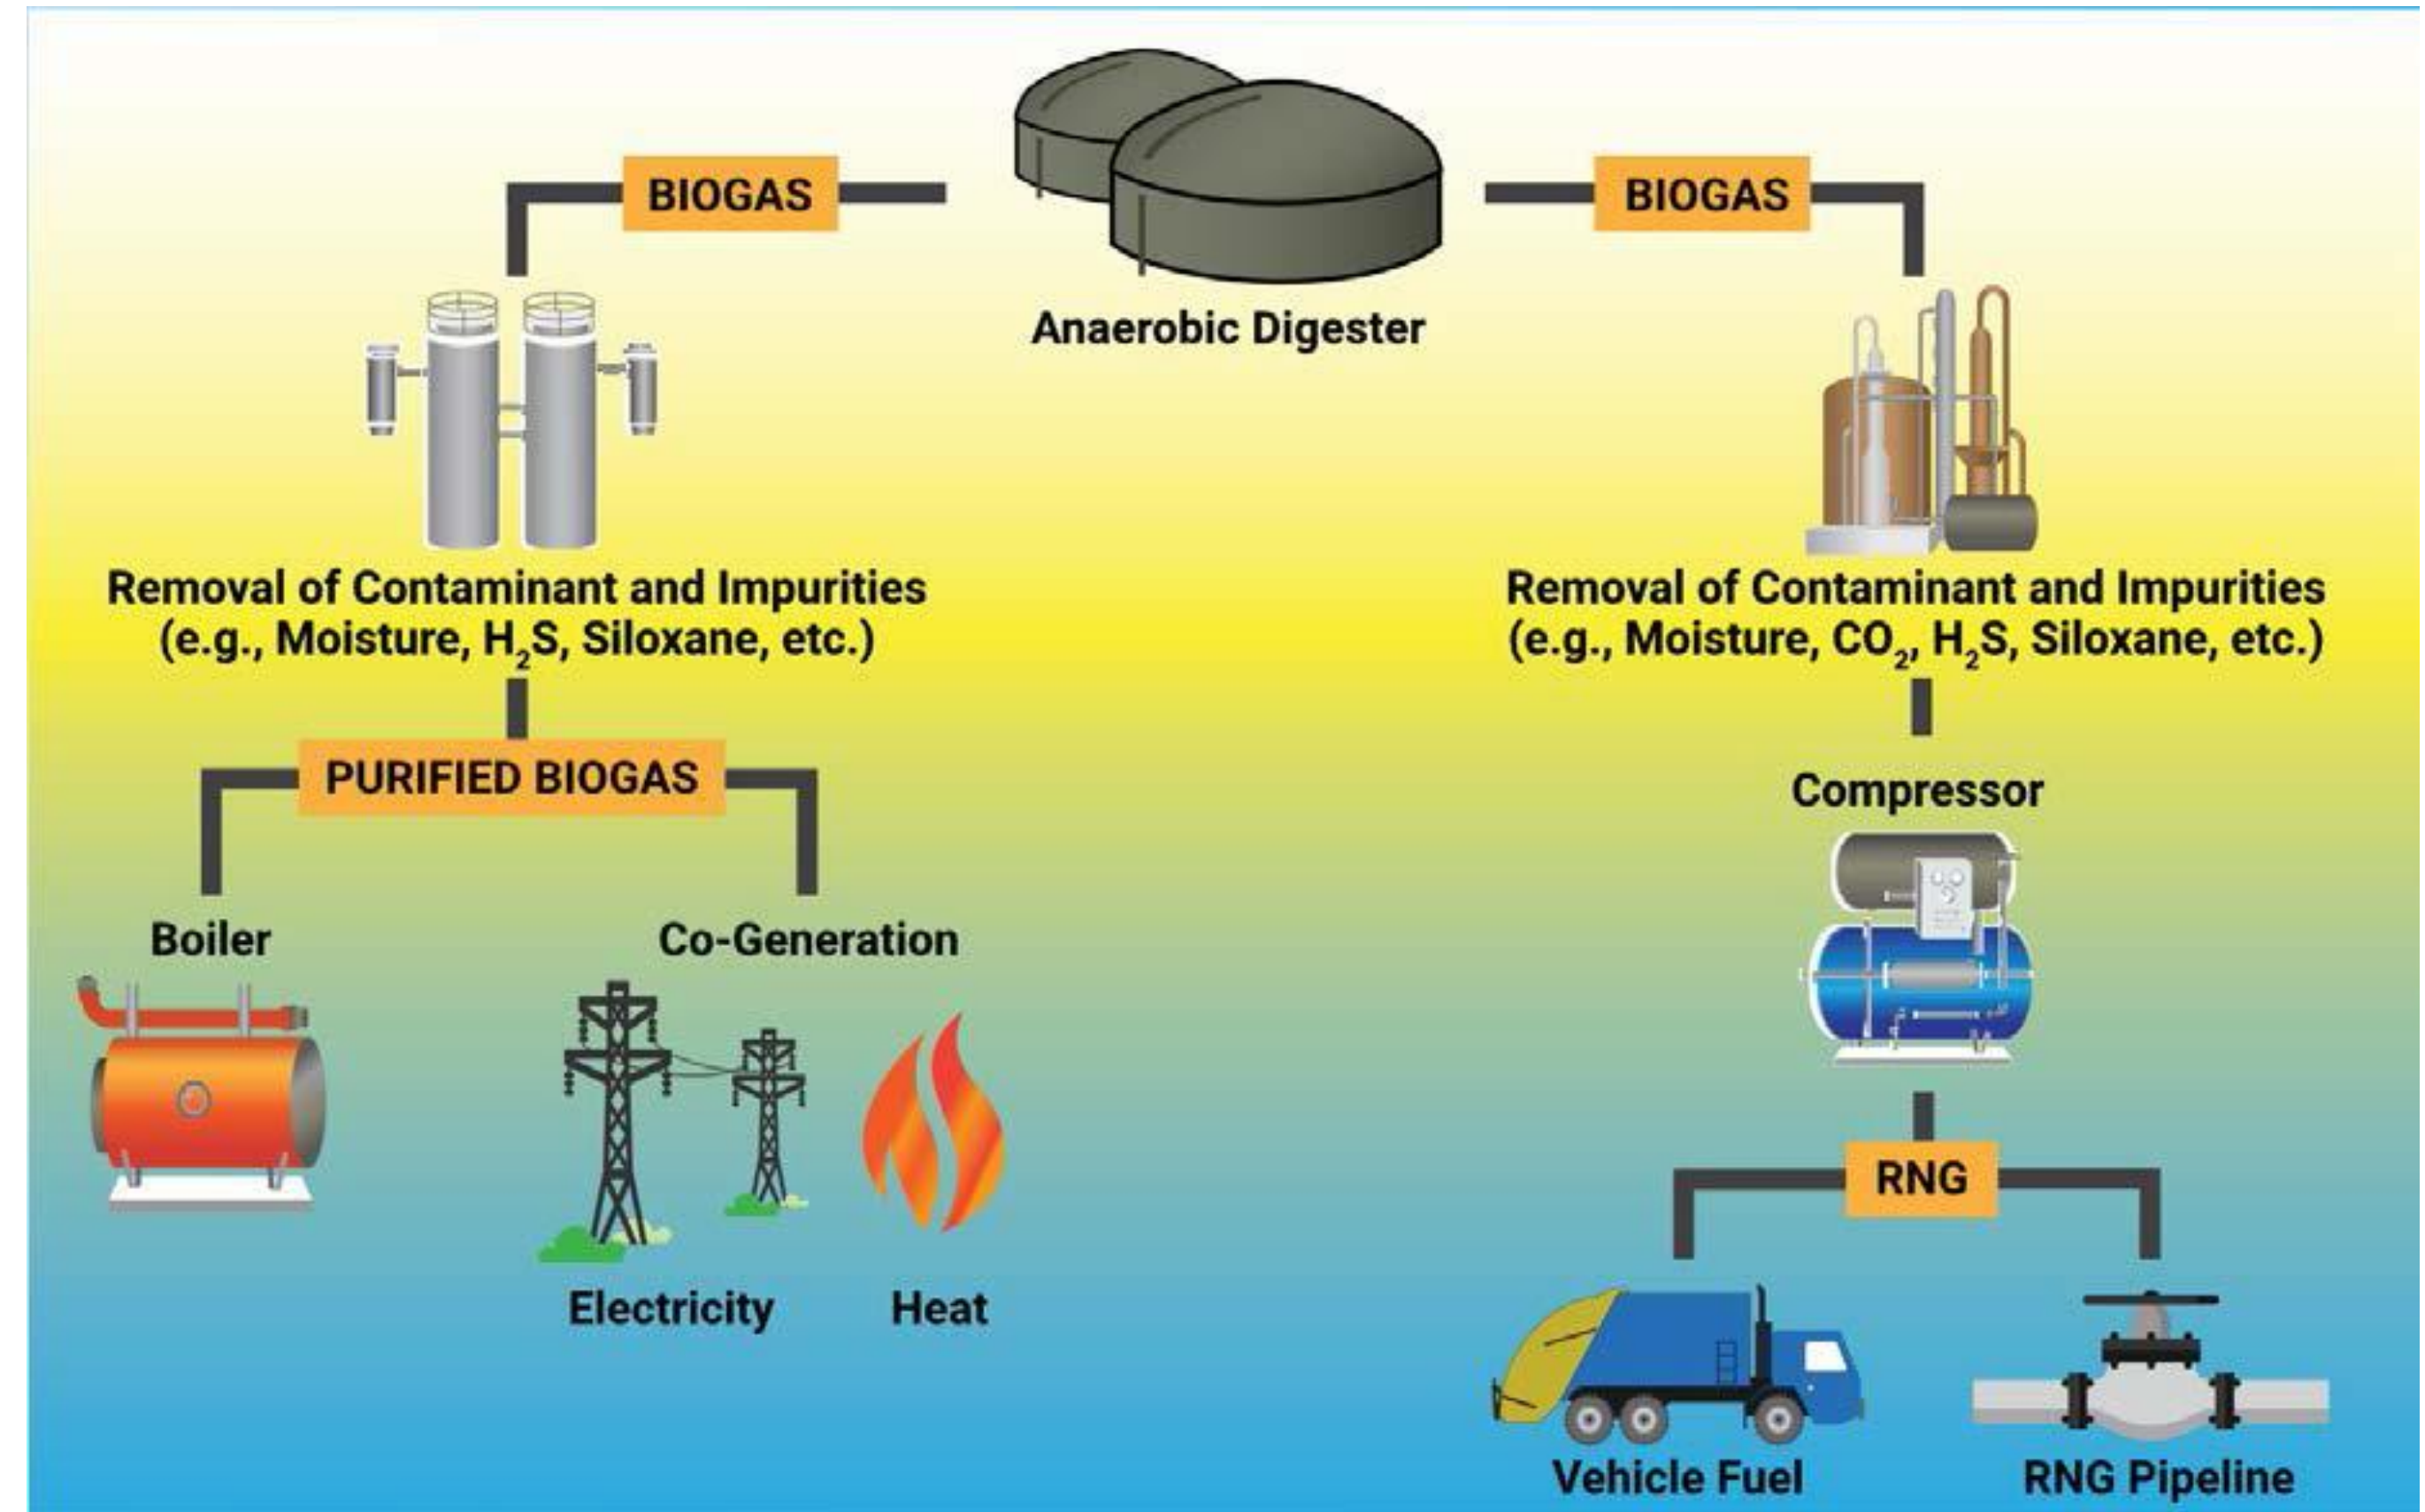 BIOGAS
BIOGAS
Anaerobic Digester
Removal of Contaminant and Impurities
(e.g., Moisture, H₂S, Siloxane, etc.)
Removal of Contaminant and Impurities
(e.g., Moisture, CO₂, H₂S, Siloxane, etc.)
PURIFIED BIOGAS
Compressor
Boiler
Co-Generation
RNG
Electricity
Heat
Vehicle Fuel
RNG Pipeline